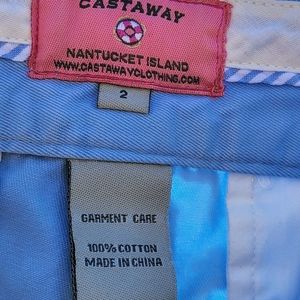 CASTAWAY
NANTUCKET ISLAND
WWW.CASTAWAYCLOTHING.COM
2
GARMENT CARE
100% COTTON
MADE IN CHINA